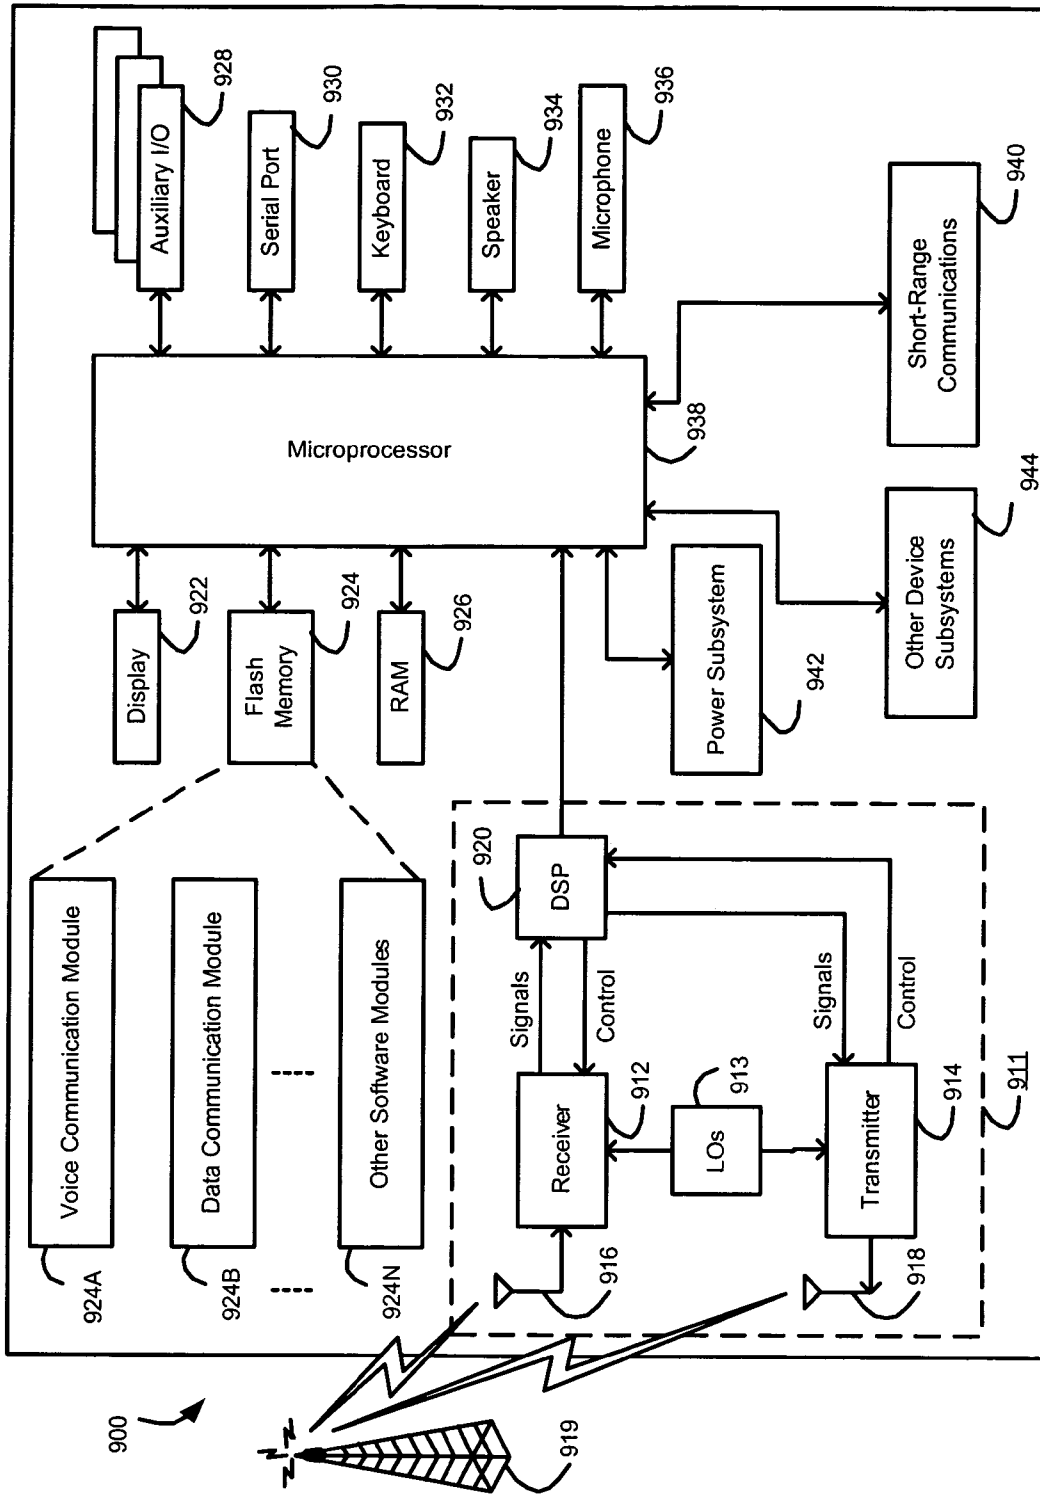 900
919
Voice Communication Module
924A
Data Communication Module
924B
Other Software Modules
924N
Display
922
Flash
Memory
924
RAM
926
Microprocessor
938
Auxiliary I/O
928
Serial Port
930
Keyboard
932
Speaker
934
Microphone
936
Short-Range
Communications
940
Other Device
Subsystems
944
Power Subsystem
942
DSP
920
Signals
Control
Receiver
912
LOs
913
Signals
Control
Transmitter
914
916
918
911